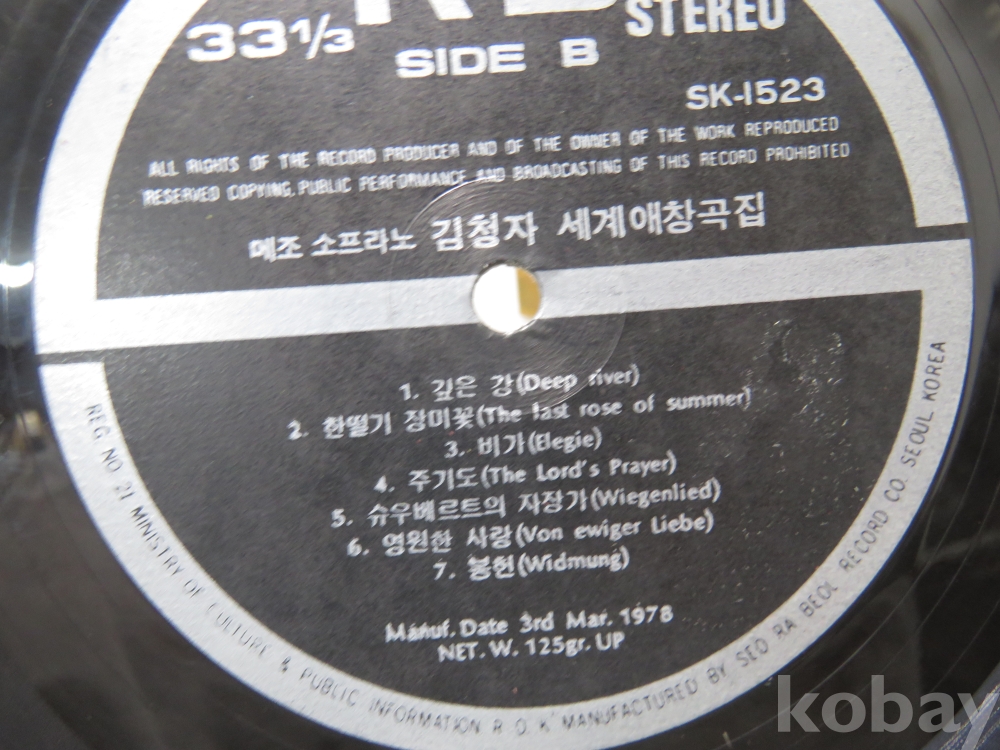 STEREO
33 1/3
SIDE B
SK-1523
ALL RIGHTS OF THE RECORD PRODUCER AND OF THE OWNER OF THE WORK REPRODUCED
RESERVED COPYING, PUBLIC PERFORMANCE AND BROADCASTING OF THIS RECORD PROHIBITED
메조 소프라노 김청자 세계애창곡집
1. 깊은 강(Deep river)
2. 한떨기 장미꽃(The last rose of summer)
3. 비가(Elegie)
4. 주기도(The Lord's Prayer)
5. 슈우베르트의 자장가(Wiegenlied)
6. 영원한 사랑(Von ewiger Liebe)
7. 봉헌(Widmung)
Manuf. Date 3rd Mar. 1978
NET. W. 125gr. UP
REG NO 21 MINISTRY OF CULTURE & PUBLIC INFORMATION R.O.K MANUFACTURED BY SEO RA BEOL RECORD CO. SEOUL KOREA
kobay